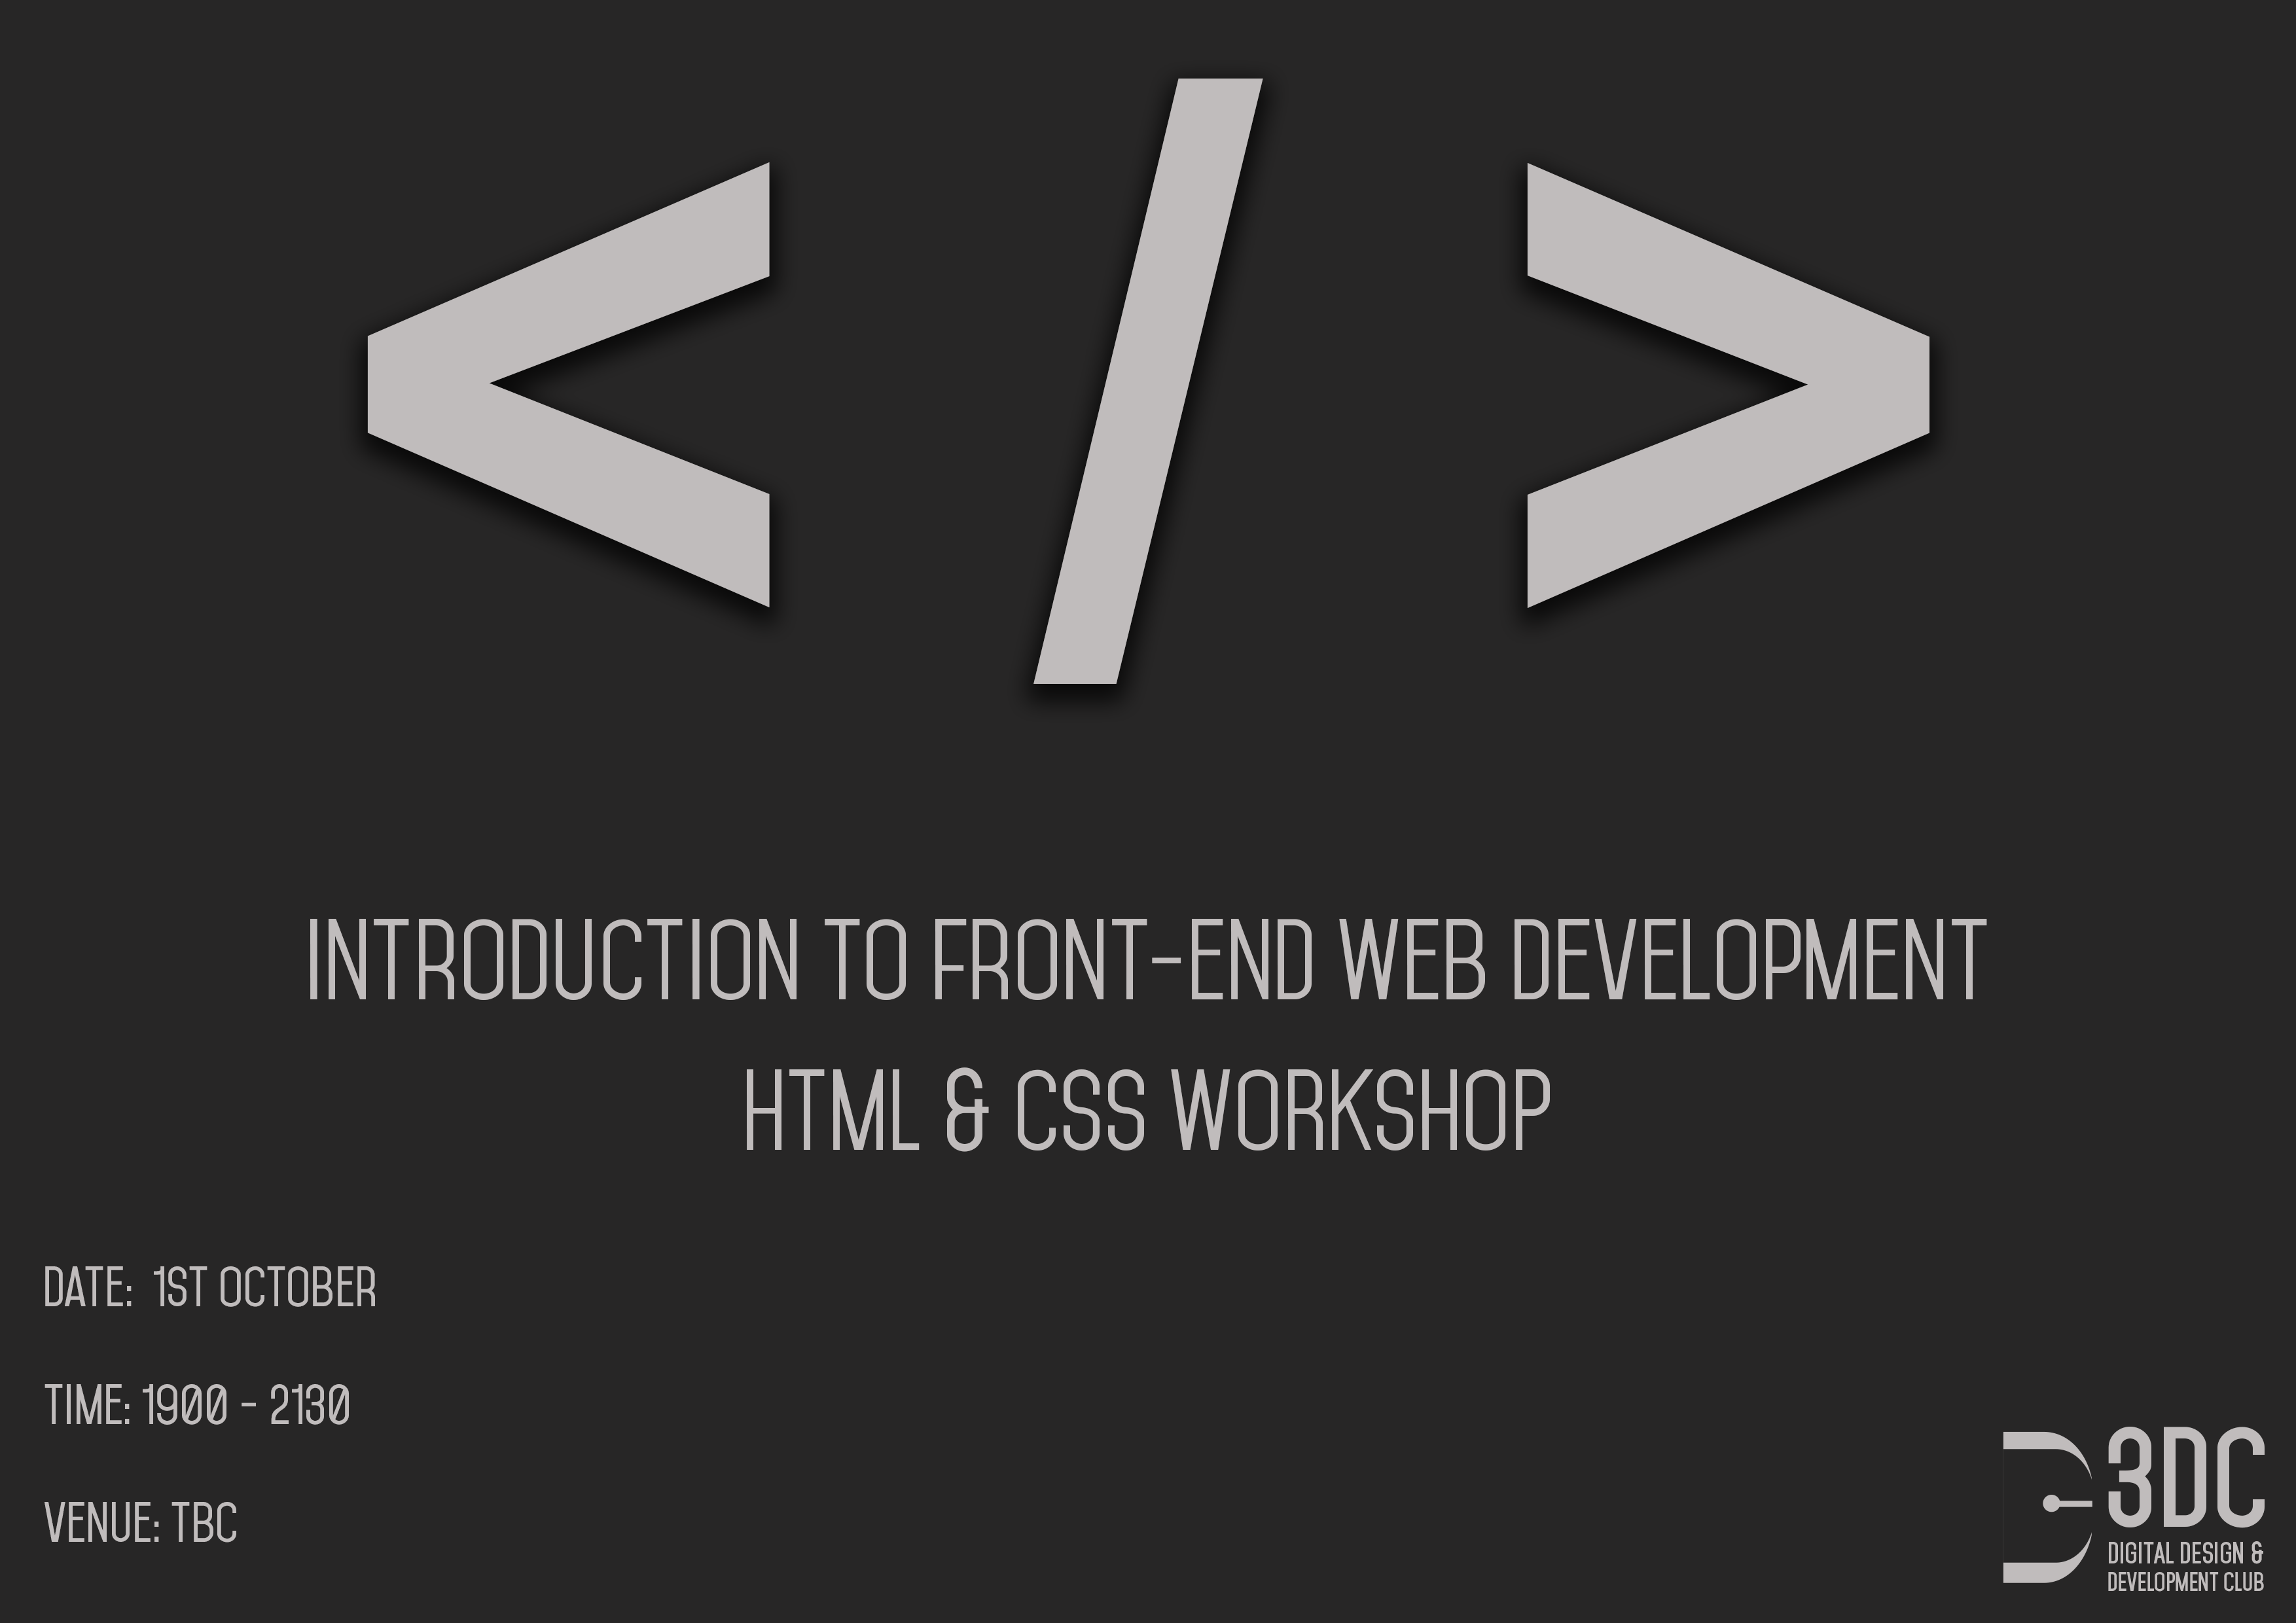 </>
INTRODUCTION TO FRONT-END WEB DEVELOPMENT
HTML & CSS WORKSHOP
DATE: 1ST OCTOBER
TIME: 1900 - 2130
VENUE: TBC
3DC
DIGITAL DESIGN &
DEVELOPMENT CLUB